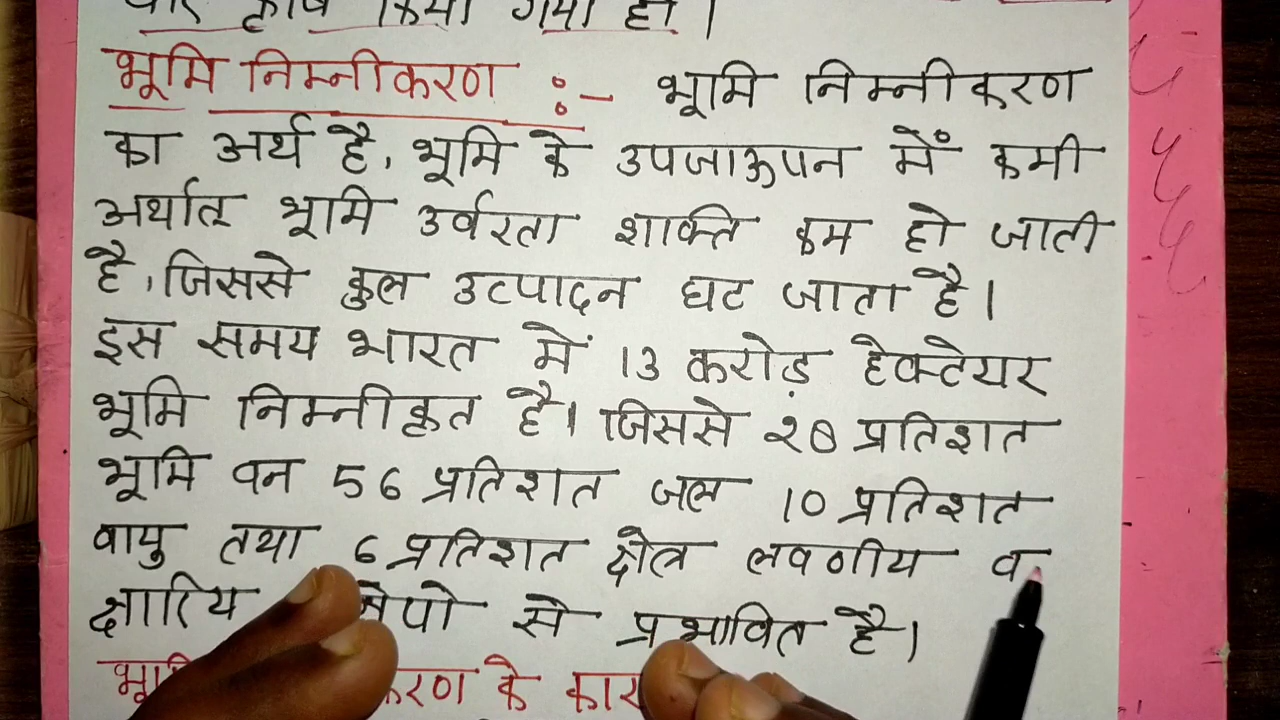 और कृषि किया गया हो।
भूमि निम्नीकरण :- भूमि निम्नीकरण
का अर्थ है, भूमि के उपजाऊपन में कमी
अर्थात् भूमि उर्वरता शक्ति कम हो जाती
है, जिससे कुल उत्पादन घट जाता है।
इस समय भारत में 13 करोड़ हेक्टेयर
भूमि निम्नीकृत है। जिससे 28 प्रतिशत
भूमि वन 56 प्रतिशत जल 10 प्रतिशत
वायु तथा 6 प्रतिशत क्षेत्र लवणीय व
क्षारिय से प्रभावित है।
के